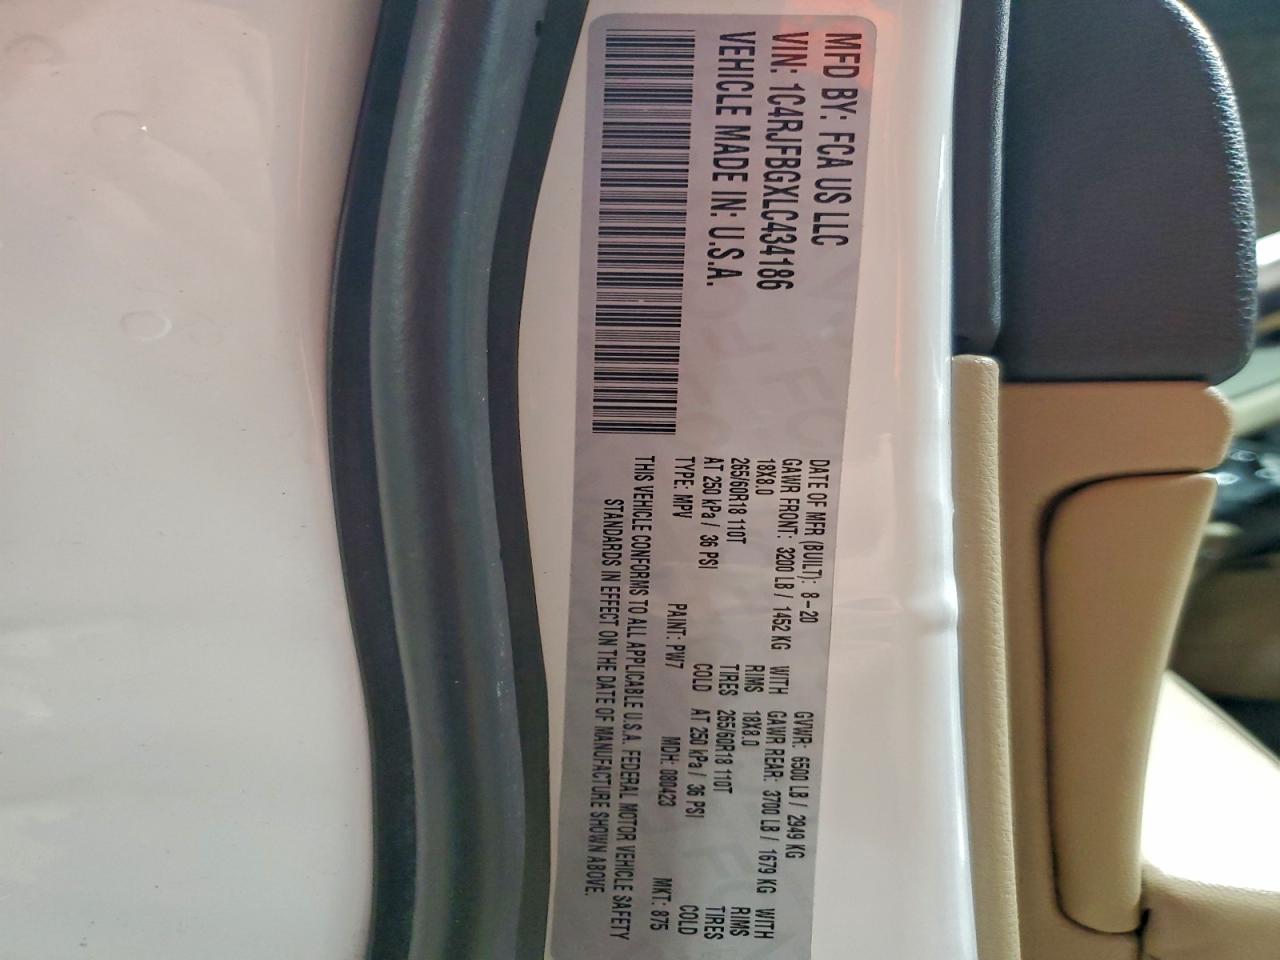 MFD BY: FCA US LLC
VIN: 1C4RJFBGXLC434186
VEHICLE MADE IN: U.S.A.
DATE OF MFR (BUILT): 8-20 GVWR: 6500 LB / 2949 KG
GAWR FRONT: 3200 LB / 1452 KG WITH GAWR REAR: 3700 LB / 1679 KG WITH
18X8.0 RIMS 18X8.0 RIMS
265/60R18 110T TIRES 265/60R18 110T TIRES
AT 250 kPa / 36 PSI COLD AT 250 kPa / 36 PSI COLD
TYPE: MPV PAINT: PW7 MDH: 080423 MKT: 875
THIS VEHICLE CONFORMS TO ALL APPLICABLE U.S.A. FEDERAL MOTOR VEHICLE SAFETY
STANDARDS IN EFFECT ON THE DATE OF MANUFACTURE SHOWN ABOVE.